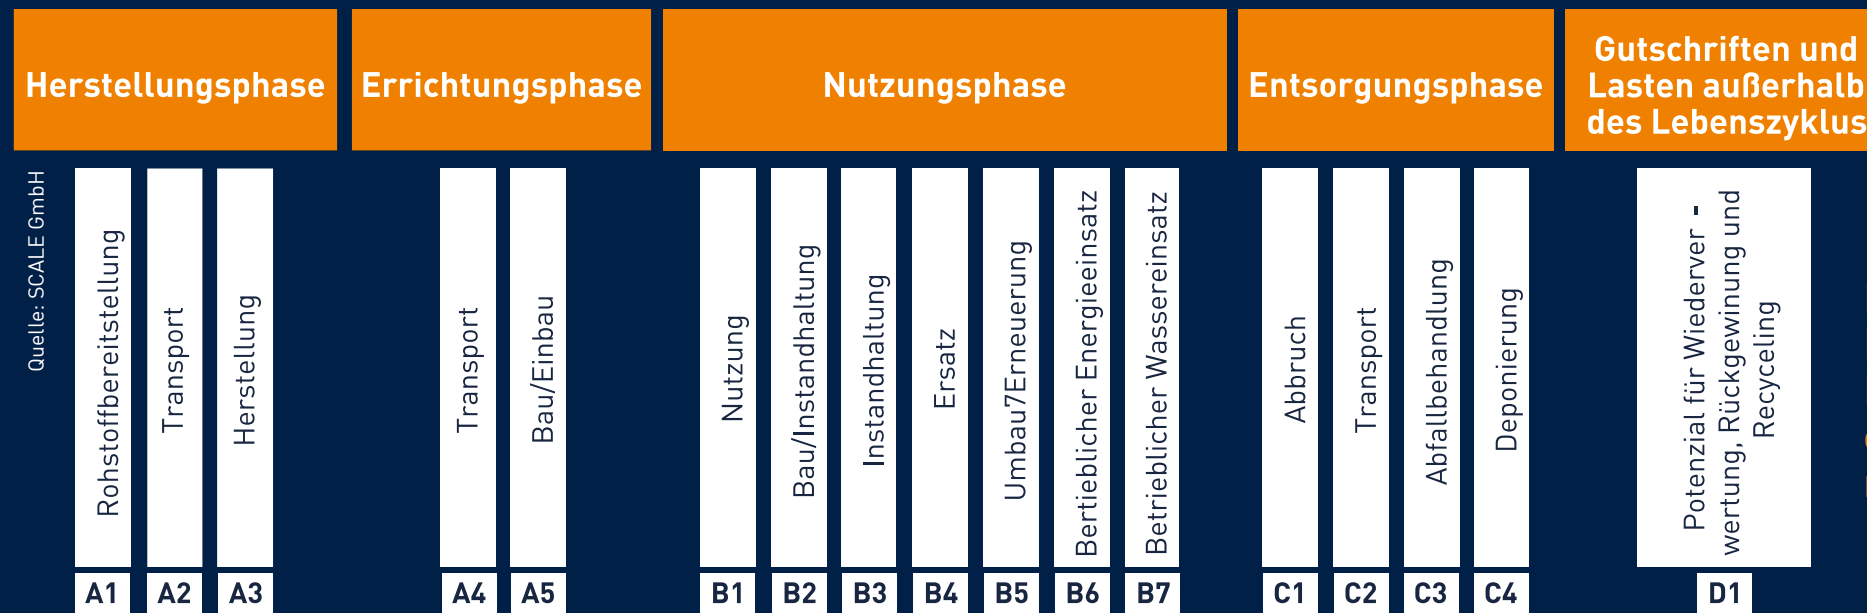 Herstellungsphase
Errichtungsphase
Nutzungsphase
Entsorgungsphase
Gutschriften und
Lasten außerhalb
des Lebenszyklus
Quelle: SCALE GmbH
Rohstoffbereitstellung
Transport
Herstellung
Transport
Bau/Einbau
Nutzung
Bau/Instandhaltung
Instandhaltung
Ersatz
Umbau7Erneuerung
Bertieblicher Energieeinsatz
Betrieblicher Wassereinsatz
Abbruch
Transport
Abfallbehandlung
Deponierung
Potenzial für Wiederver -
wertung, Rückgewinung und
Recyceling
A1
A2
A3
A4
A5
B1
B2
B3
B4
B5
B6
B7
C1
C2
C3
C4
D1